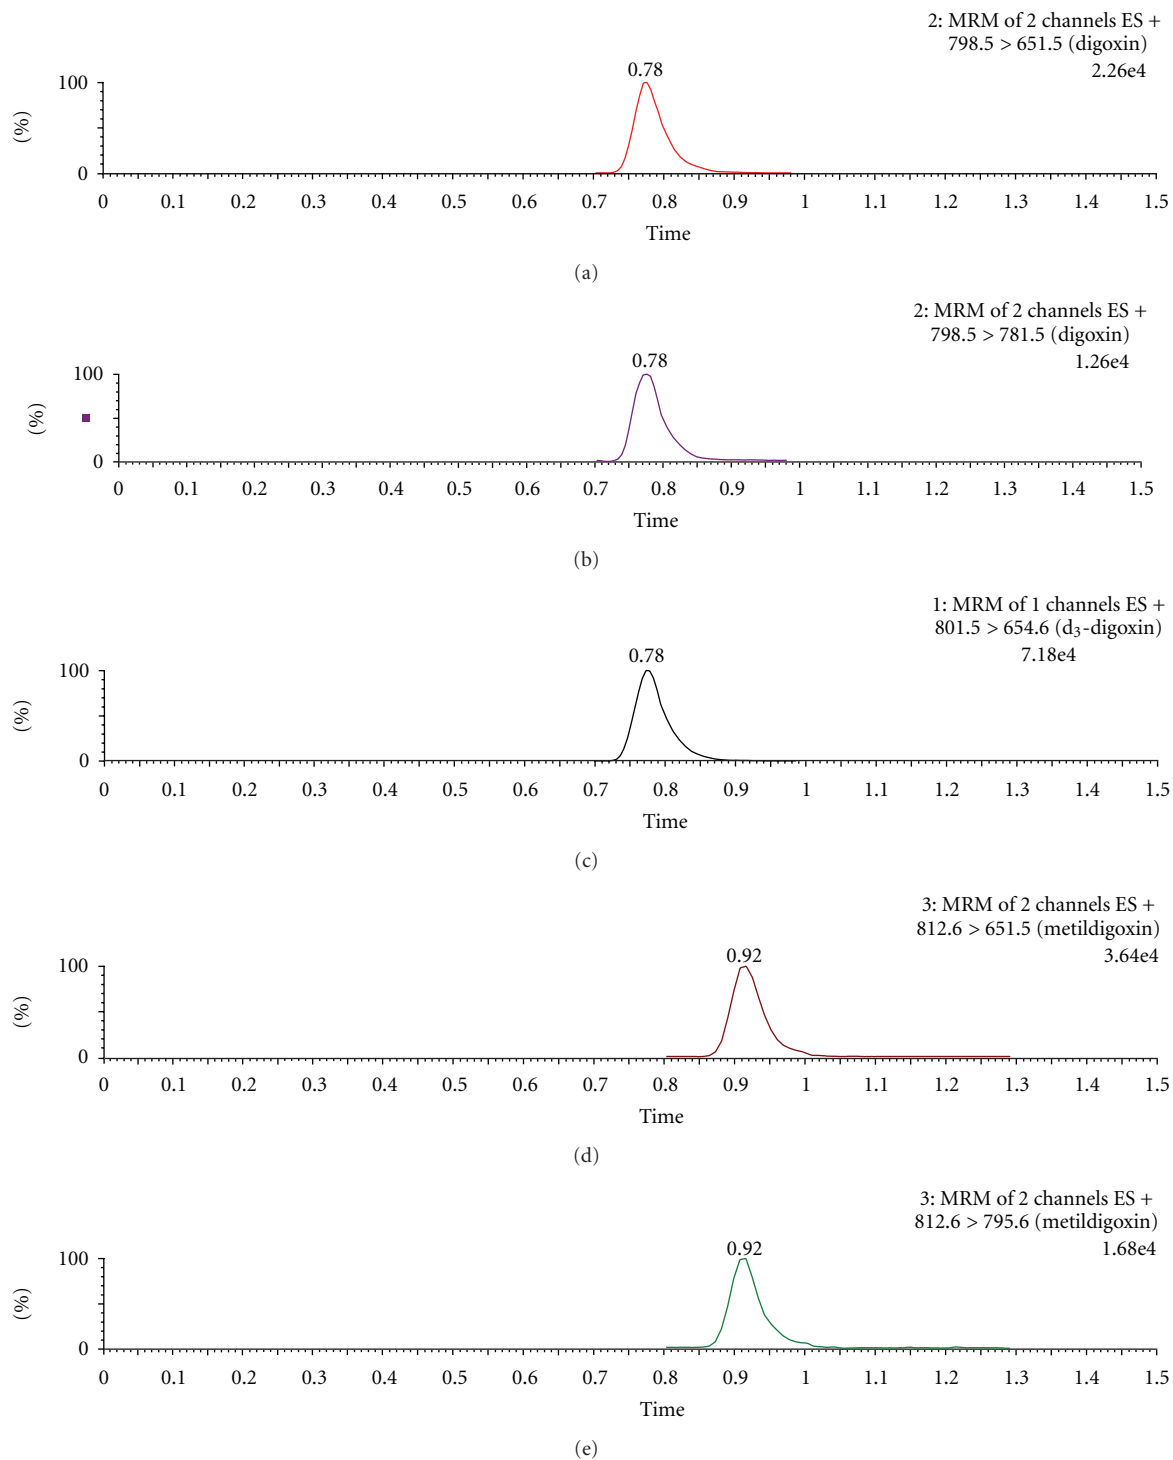 2: MRM of 2 channels ES +
798.5 > 651.5 (digoxin)
2.26e4
0.78
100
(%)
0
0 0.1 0.2 0.3 0.4 0.5 0.6 0.7 0.8 0.9 1 1.1 1.2 1.3 1.4 1.5
Time
(a)
2: MRM of 2 channels ES +
798.5 > 781.5 (digoxin)
1.26e4
0.78
100
(%)
0
0 0.1 0.2 0.3 0.4 0.5 0.6 0.7 0.8 0.9 1 1.1 1.2 1.3 1.4 1.5
Time
(b)
1: MRM of 1 channels ES +
801.5 > 654.6 (d₃-digoxin)
7.18e4
0.78
100
(%)
0
0 0.1 0.2 0.3 0.4 0.5 0.6 0.7 0.8 0.9 1 1.1 1.2 1.3 1.4 1.5
Time
(c)
3: MRM of 2 channels ES +
812.6 > 651.5 (metildigoxin)
3.64e4
0.92
100
(%)
0
0 0.1 0.2 0.3 0.4 0.5 0.6 0.7 0.8 0.9 1 1.1 1.2 1.3 1.4 1.5
Time
(d)
3: MRM of 2 channels ES +
812.6 > 795.6 (metildigoxin)
1.68e4
0.92
100
(%)
0
0 0.1 0.2 0.3 0.4 0.5 0.6 0.7 0.8 0.9 1 1.1 1.2 1.3 1.4 1.5
Time
(e)